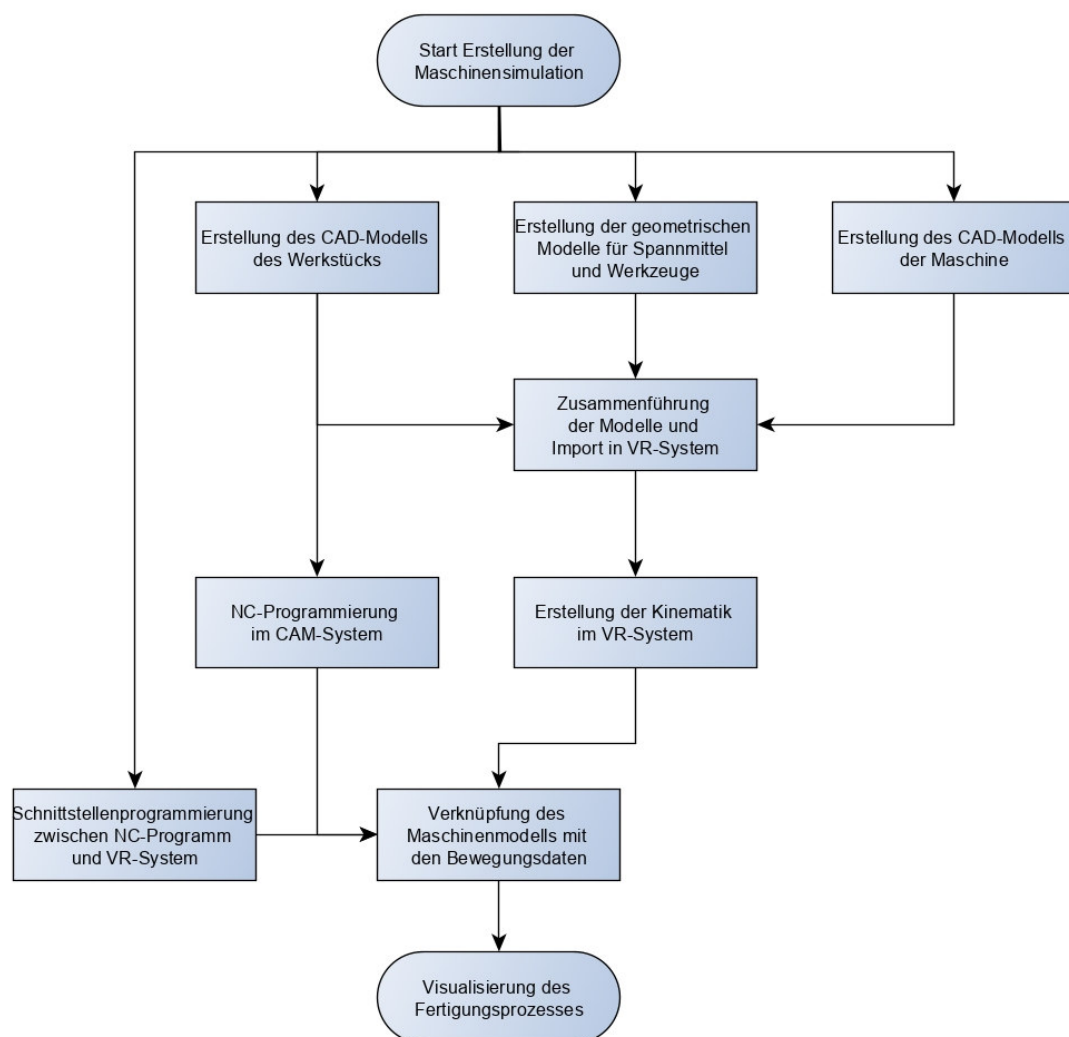 Start Erstellung der
Maschinensimulation
Erstellung des CAD-Modells
des Werkstücks
Erstellung der geometrischen
Modelle für Spannmittel
und Werkzeuge
Erstellung des CAD-Modells
der Maschine
Zusammenführung
der Modelle und
Import in VR-System
NC-Programmierung
im CAM-System
Erstellung der Kinematik
im VR-System
Schnittstellenprogrammierung
zwischen NC-Programm
und VR-System
Verknüpfung des
Maschinenmodells mit
den Bewegungsdaten
Visualisierung des
Fertigungsprozesses